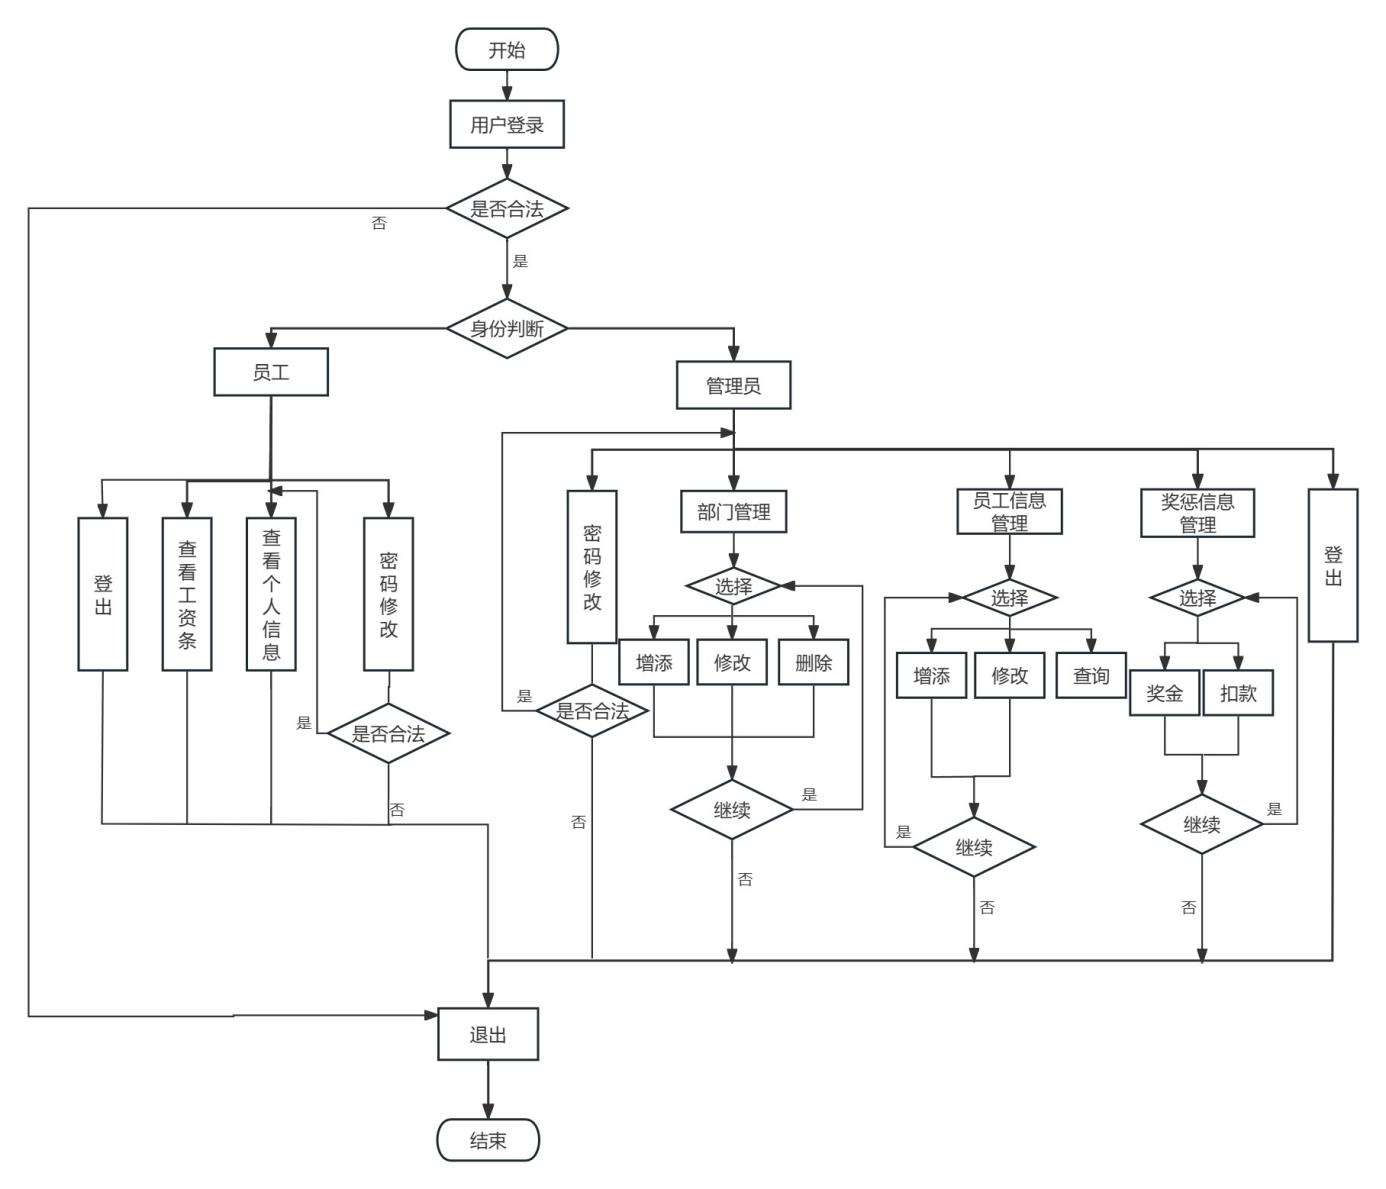 开始
用户登录
是否合法
否
是
身份判断
员工
管理员
登出
查看工资条
查看个人信息
密码修改
是否合法
是
否
密码修改
是否合法
是
否
部门管理
选择
增添
修改
删除
继续
是
否
员工信息
管理
选择
增添
修改
查询
继续
是
否
奖惩信息
管理
选择
奖金
扣款
继续
是
否
登出
退出
结束